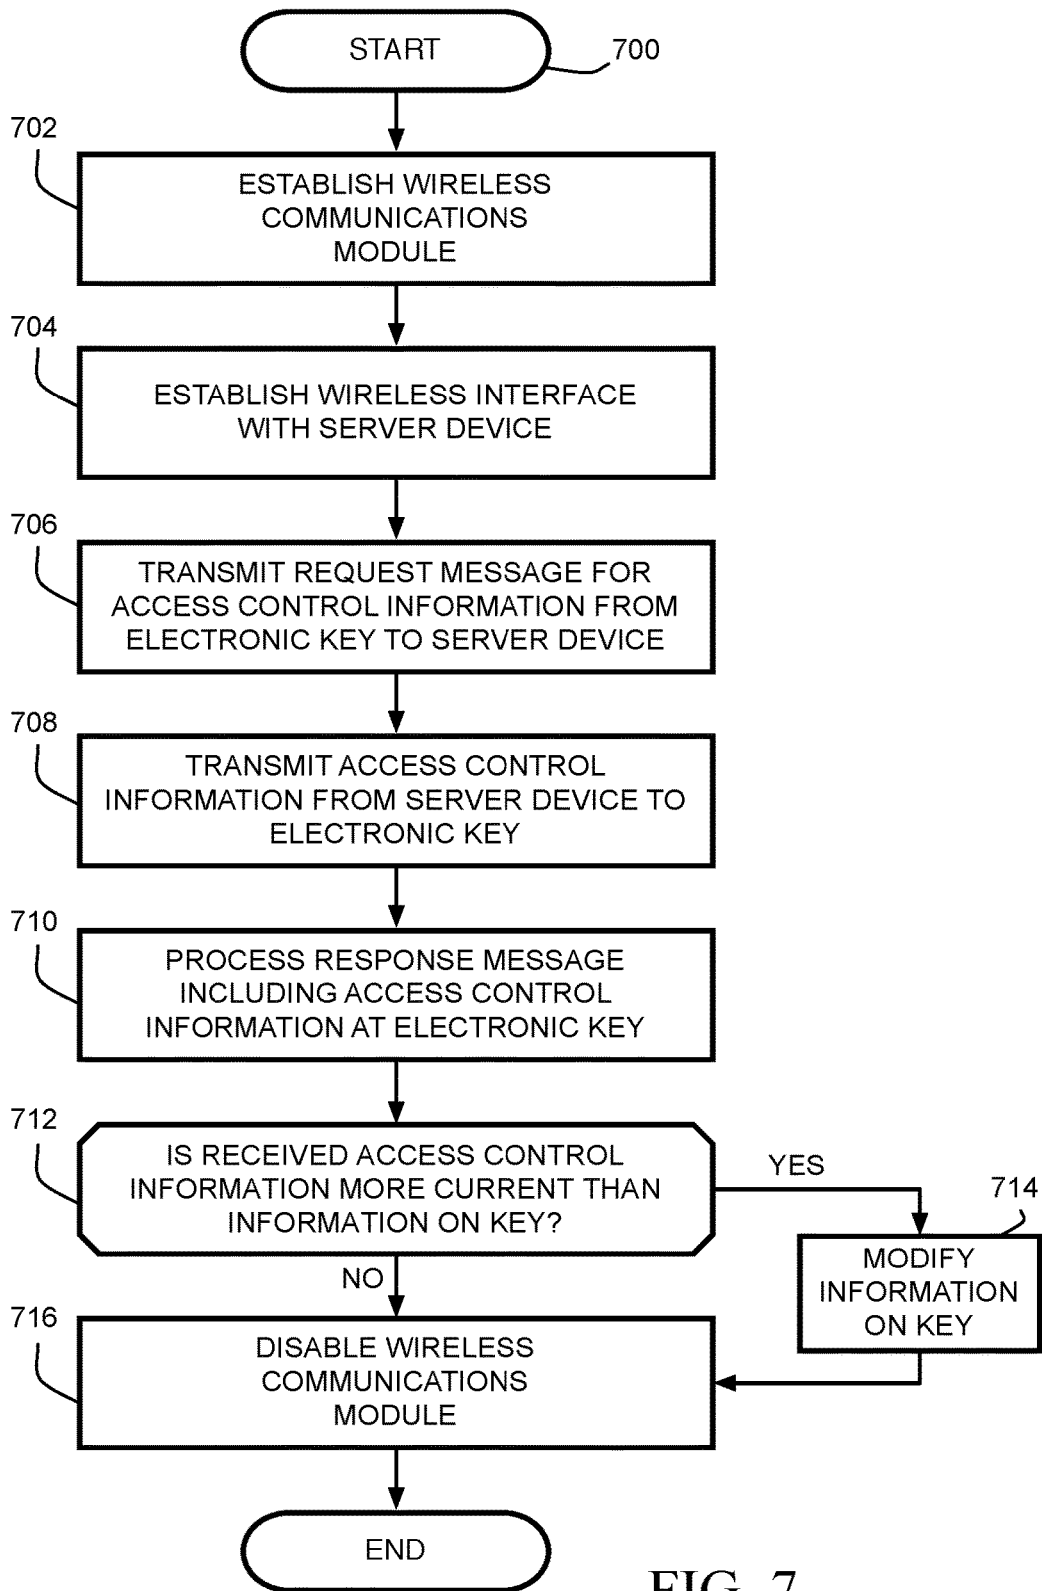 START
700
702
ESTABLISH WIRELESS
COMMUNICATIONS
MODULE
704
ESTABLISH WIRELESS INTERFACE
WITH SERVER DEVICE
706
TRANSMIT REQUEST MESSAGE FOR
ACCESS CONTROL INFORMATION FROM
ELECTRONIC KEY TO SERVER DEVICE
708
TRANSMIT ACCESS CONTROL
INFORMATION FROM SERVER DEVICE TO
ELECTRONIC KEY
710
PROCESS RESPONSE MESSAGE
INCLUDING ACCESS CONTROL
INFORMATION AT ELECTRONIC KEY
712
IS RECEIVED ACCESS CONTROL
INFORMATION MORE CURRENT THAN
INFORMATION ON KEY?
YES
714
MODIFY
INFORMATION
ON KEY
NO
716
DISABLE WIRELESS
COMMUNICATIONS
MODULE
END
FIG. 7